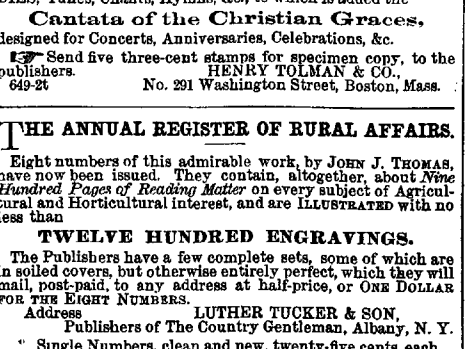 Cantata of the Christian Graces,
designed for Concerts, Anniversaries, Celebrations, &c.
☞ Send five three-cent stamps for specimen copy, to the
publishers. HENRY TOLMAN & CO.,
649-2t No. 291 Washington Street, Boston, Mass.
THE ANNUAL REGISTER OF RURAL AFFAIRS.
Eight numbers of this admirable work, by JOHN J. THOMAS,
have now been issued. They contain, altogether, about Nine
Hundred Pages of Reading Matter on every subject of Agricul-
tural and Horticultural interest, and are ILLUSTRATED with no
less than
TWELVE HUNDRED ENGRAVINGS.
The Publishers have a few complete sets, some of which are
in soiled covers, but otherwise entirely perfect, which they will
mail, post-paid, to any address at half-price, or ONE DOLLAR
FOR THE EIGHT NUMBERS.
Address LUTHER TUCKER & SON,
Publishers of The Country Gentleman, Albany, N. Y.
Single Numbers, clean and new, twenty-five cents each